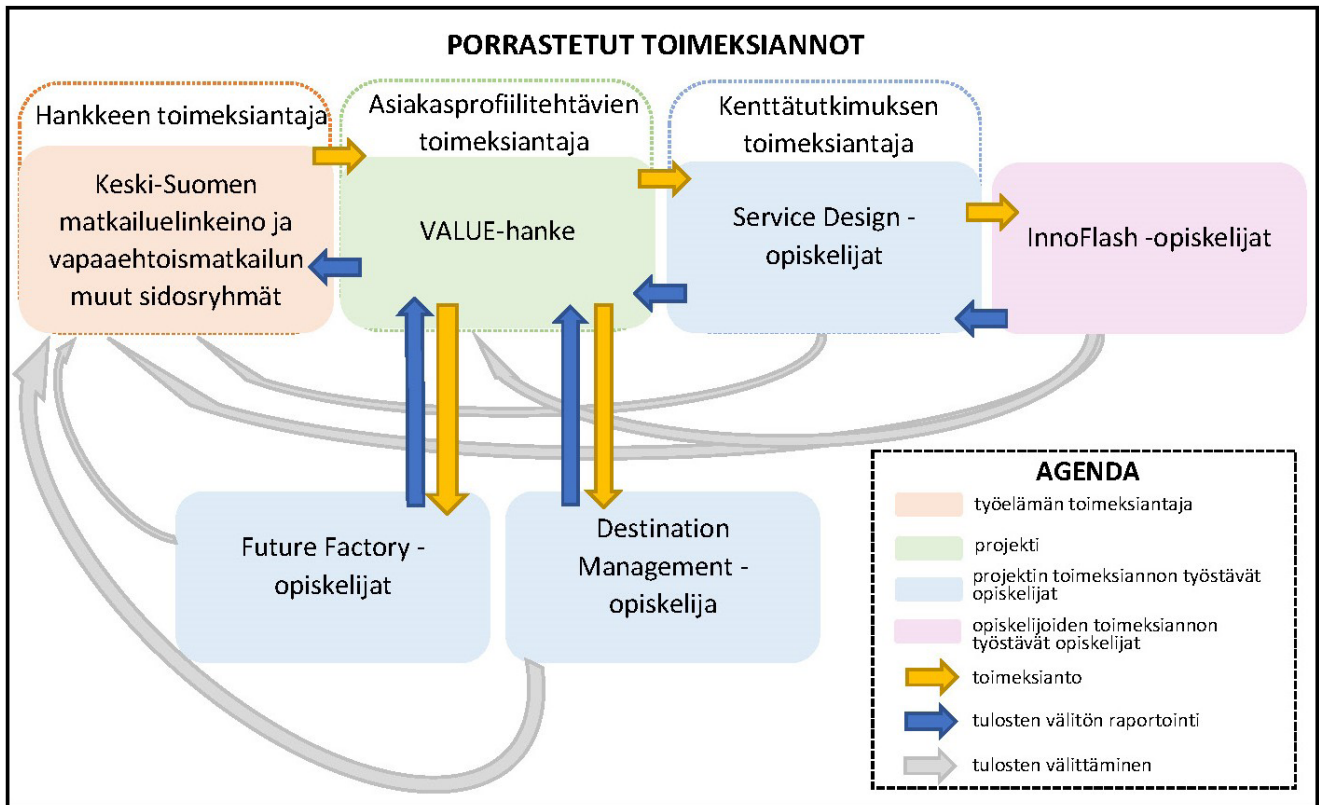 PORRASTETUT TOIMEKSIANNOT
Hankkeen toimeksiantaja
Asiakasprofiilitehtävien
toimeksiantaja
Kenttätutkimuksen
toimeksiantaja
Keski-Suomen
matkailuelinkeino ja
vapaaehtoismatkailun
muut sidosryhmät
VALUE-hanke
Service Design -
opiskelijat
InnoFlash -opiskelijat
Future Factory -
opiskelijat
Destination
Management -
opiskelija
AGENDA
työelämän toimeksiantaja
projekti
projektin toimeksiannon työstävät
opiskelijat
opiskelijoiden toimeksiannon
työstävät opiskelijat
toimeksianto
tulosten välitön raportointi
tulosten välittäminen